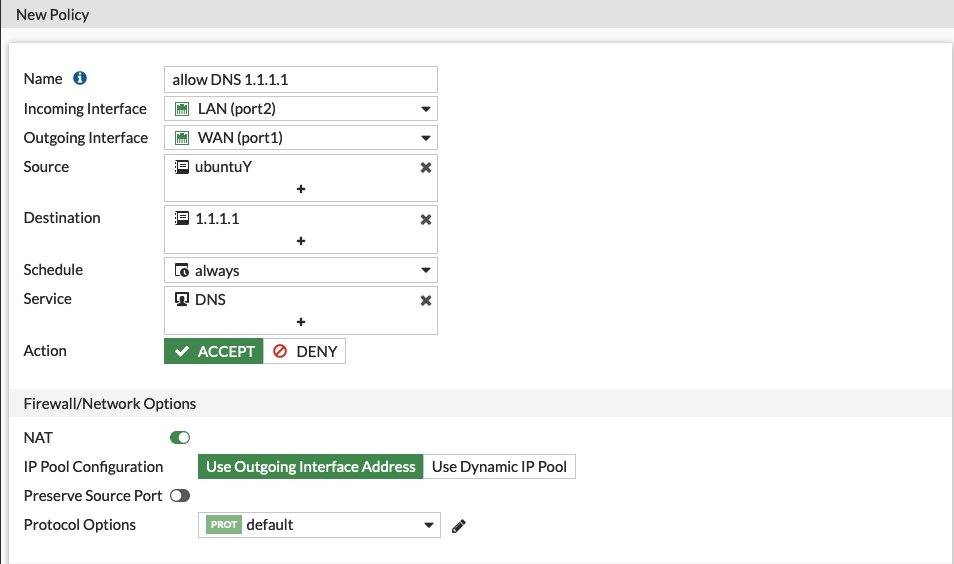 New Policy
Name
allow DNS 1.1.1.1
Incoming Interface
LAN (port2)
Outgoing Interface
WAN (port1)
Source
ubuntuY
+
Destination
1.1.1.1
+
Schedule
always
Service
DNS
+
Action
ACCEPT
DENY
Firewall/Network Options
NAT
IP Pool Configuration
Use Outgoing Interface Address
Use Dynamic IP Pool
Preserve Source Port
Protocol Options
PROT default